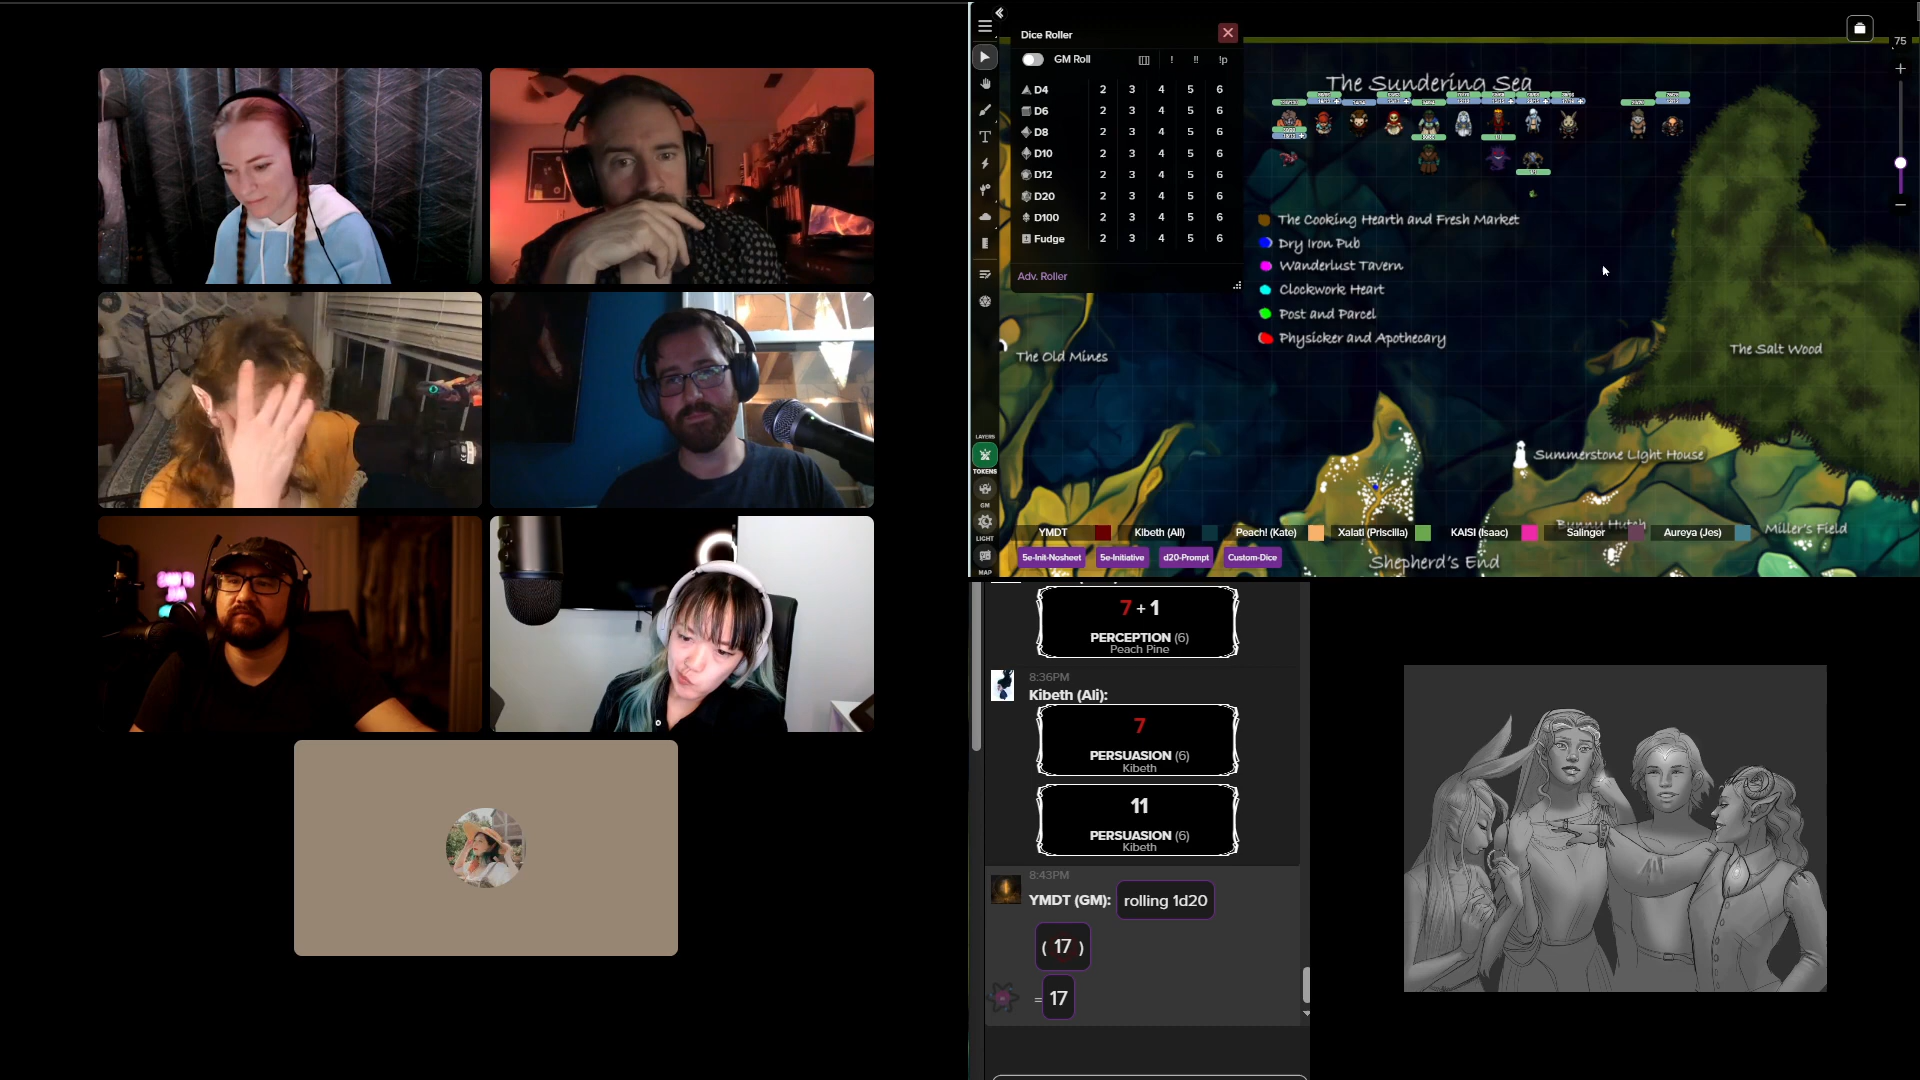 Dice Roller
GM Roll
! !! !p
D4 2 3 4 5 6
D6 2 3 4 5 6
D8 2 3 4 5 6
D10 2 3 4 5 6
D12 2 3 4 5 6
D20 2 3 4 5 6
D100 2 3 4 5 6
Fudge 2 3 4 5 6
Adv. Roller
75
The Sundering Sea
The Cooking Hearth and Fresh Market
Dry Iron Pub
Wanderlust Tavern
Clockwork Heart
Post and Parcel
Physicker and Apothecary
The Old Mines
The Salt Wood
Summerstone Light House
Bunny Hutch
Miller's Field
Shepherd's End
LAYERS
TOKENS
GM
LIGHT
MAP
YMDT
Kibeth (Ali)
Peach! (Kate)
Xalati (Priscilla)
KAISI (Isaac)
Salinger
Aureya (Jes)
5e-Init-Nosheet
5e-Initiative
d20-Prompt
Custom-Dice
7 + 1
PERCEPTION (6)
Peach Pine
8:36PM
Kibeth (Ali):
7
PERSUASION (6)
Kibeth
11
PERSUASION (6)
Kibeth
8:43PM
YMDT (GM): rolling 1d20
( 17 )
= 17